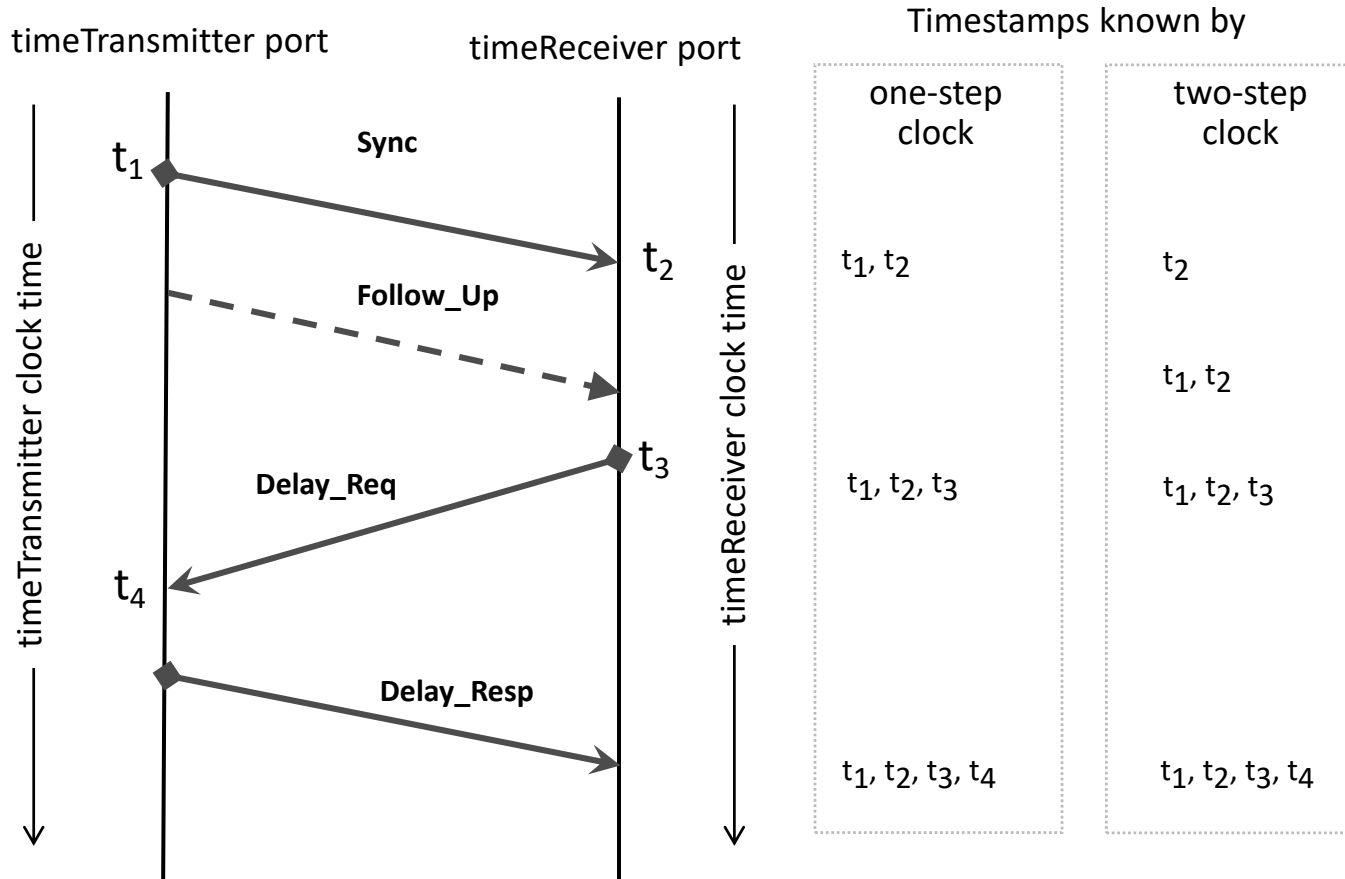 Timestamps known by
timeTransmitter port
timeReceiver port
one-step
clock
two-step
clock
Sync
t1
t2
t1, t2
t2
Follow_Up
t1, t2
t3
Delay_Req
t1, t2, t3
t1, t2, t3
t4
Delay_Resp
t1, t2, t3, t4
t1, t2, t3, t4
timeTransmitter clock time
timeReceiver clock time